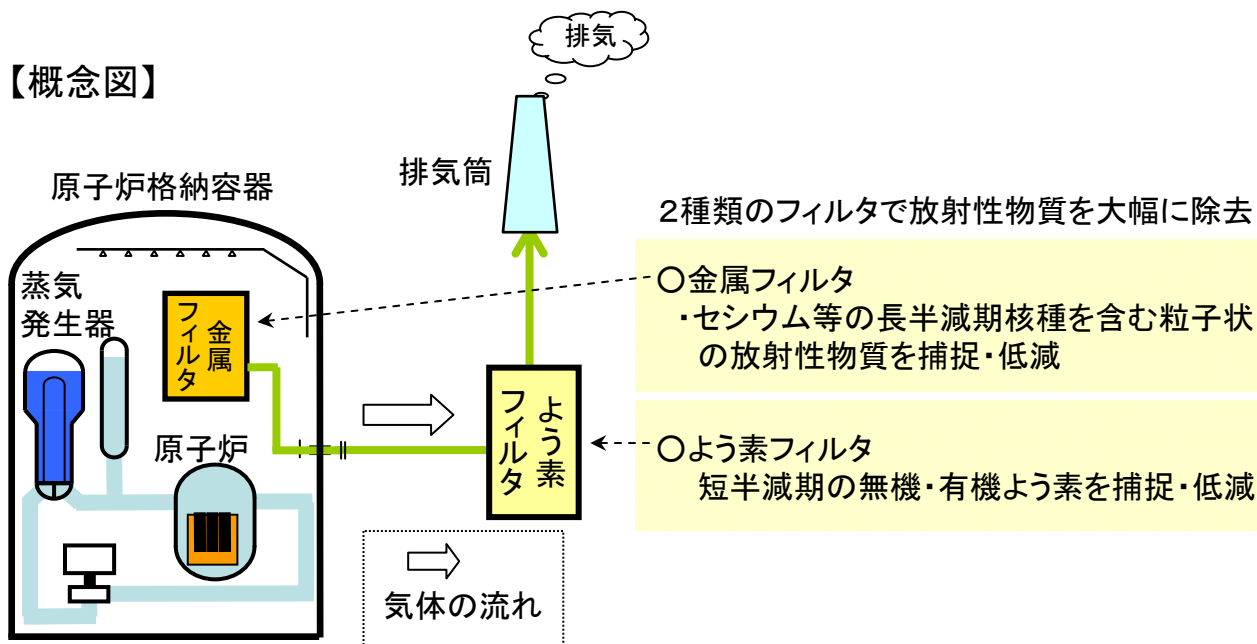 排気
【概念図】
排気筒
原子炉格納容器
２種類のフィルタで放射性物質を大幅に除去
蒸気
発生器
金属
フィルタ
○金属フィルタ
・セシウム等の長半減期核種を含む粒子状
の放射性物質を捕捉・低減
よう素
フィルタ
原子炉
○よう素フィルタ
短半減期の無機・有機よう素を捕捉・低減
気体の流れ